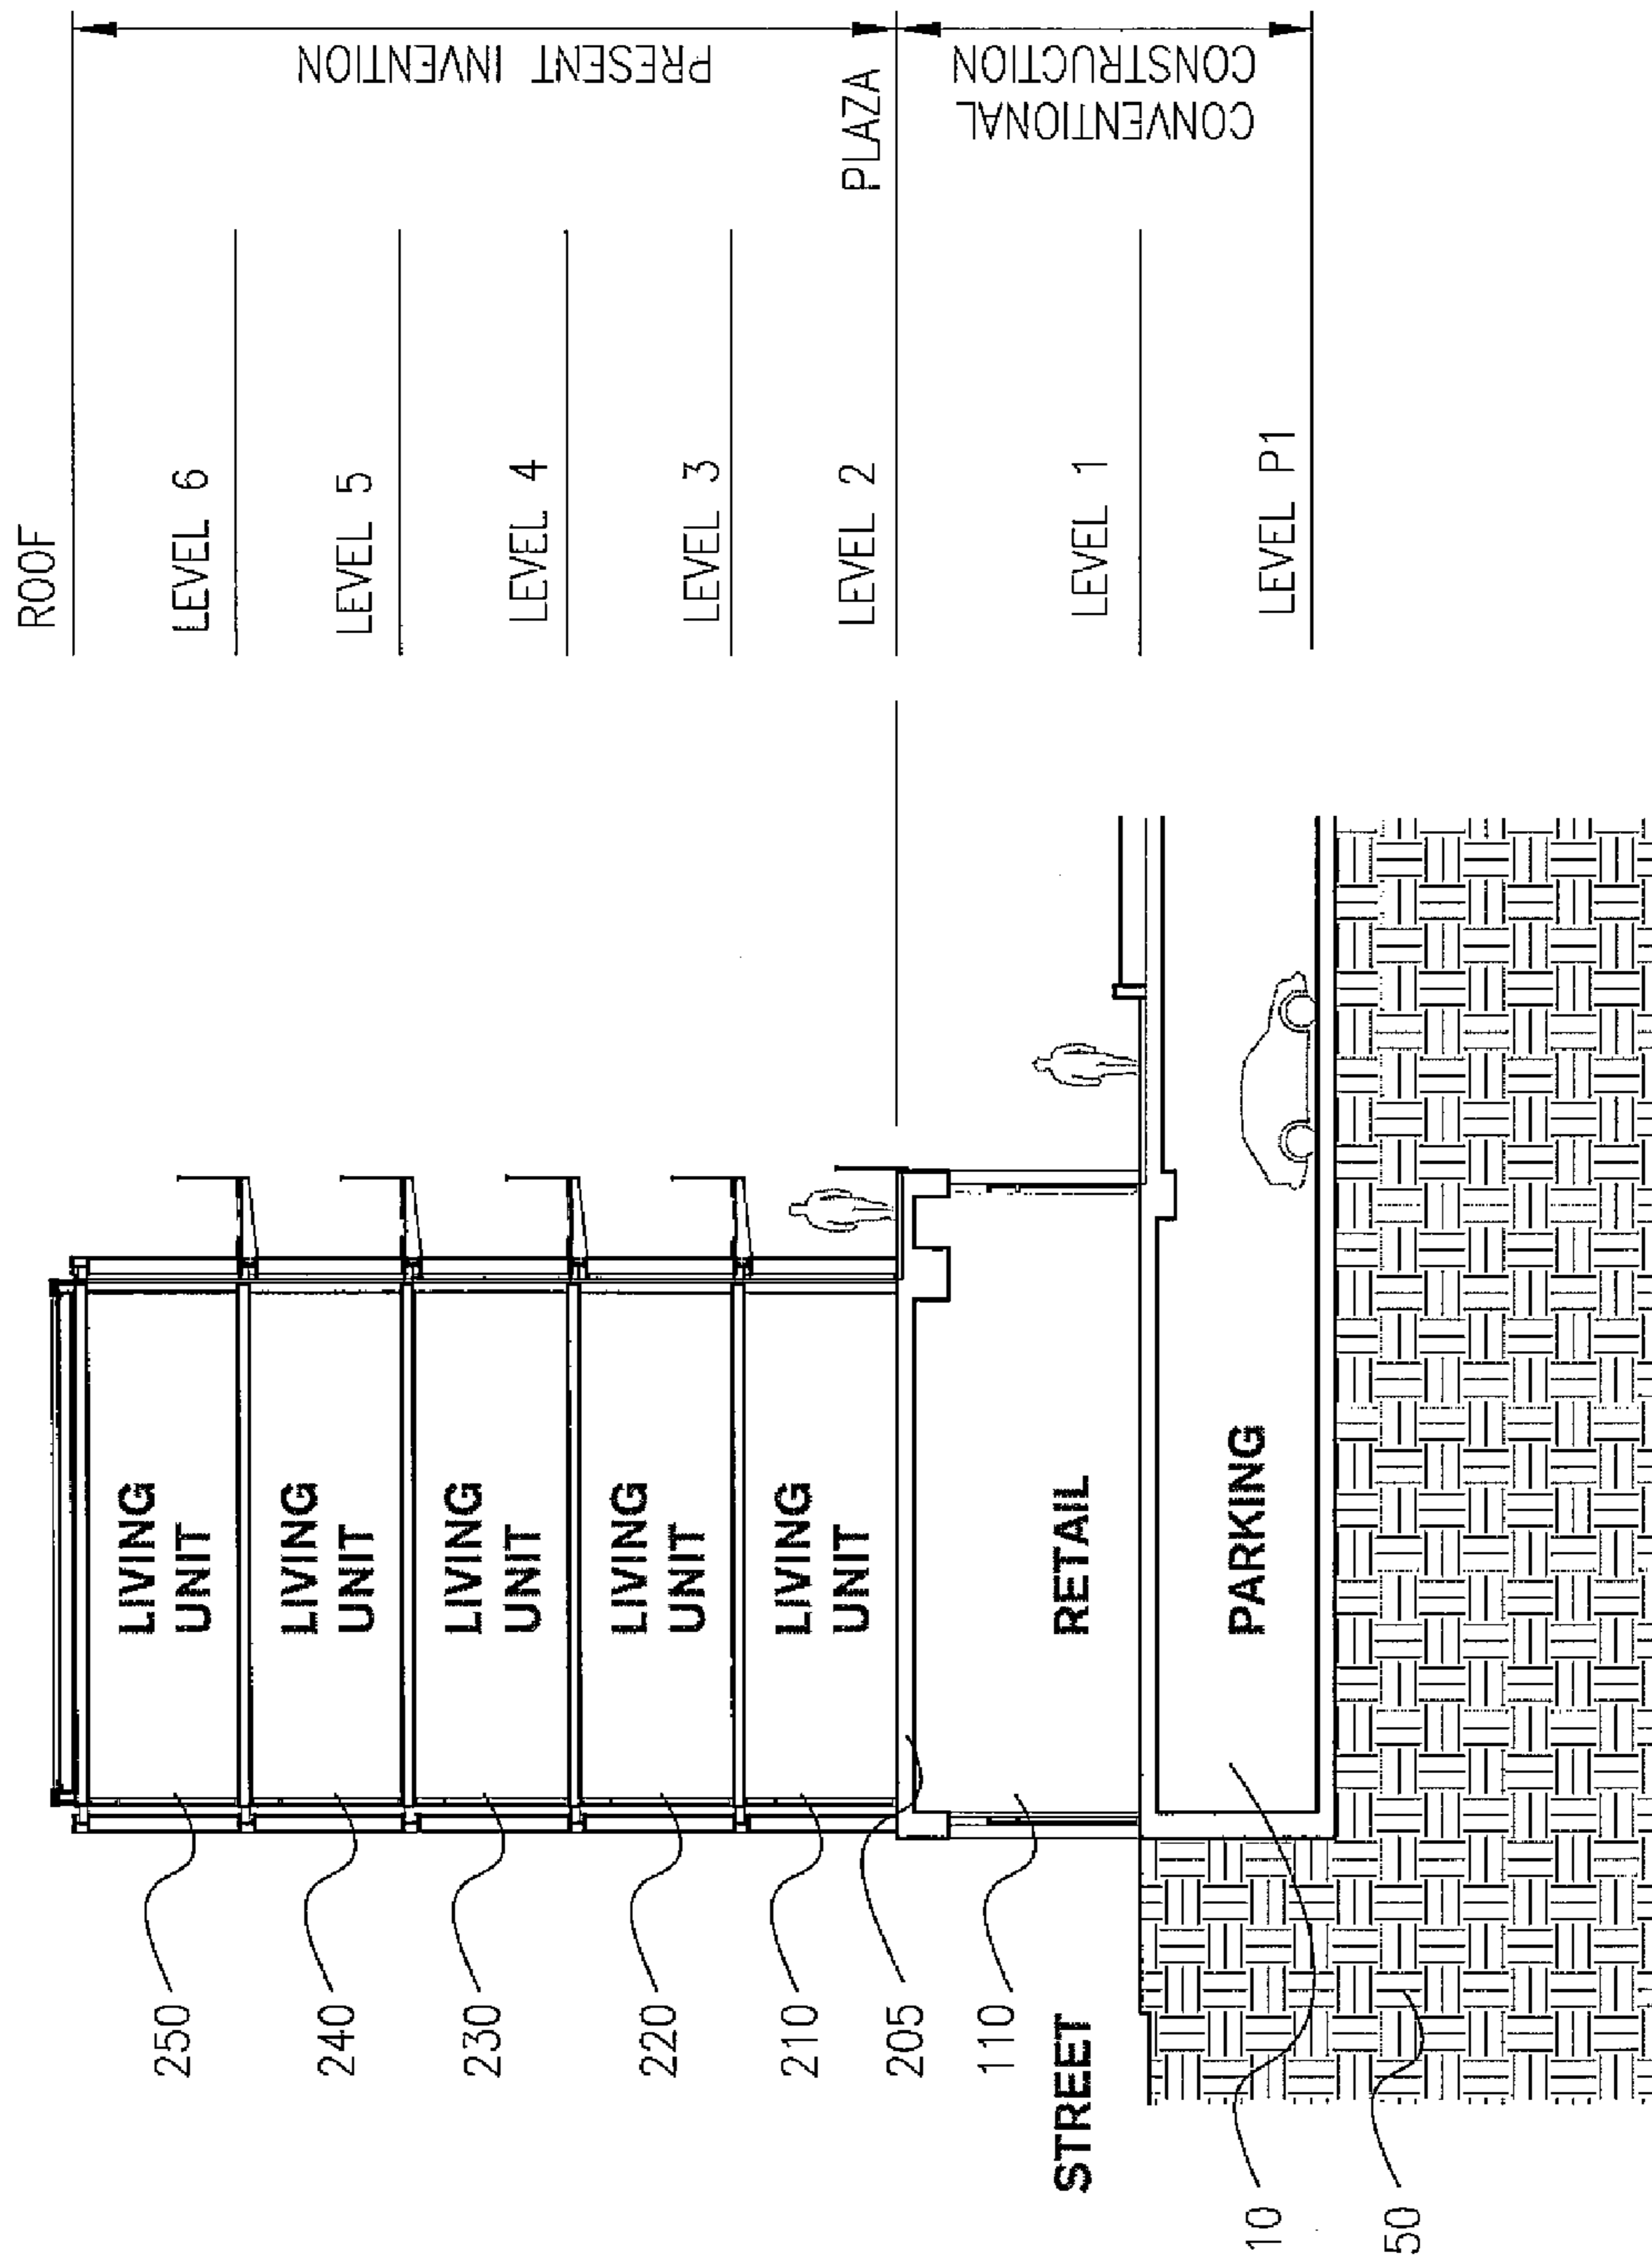 ROOF
LEVEL 6
LEVEL 5
LEVEL 4
LEVEL 3
LEVEL 2
PLAZA
LEVEL 1
LEVEL P1
PRESENT INVENTION
CONVENTIONAL
CONSTRUCTION
LIVING
UNIT
LIVING
UNIT
LIVING
UNIT
LIVING
UNIT
LIVING
UNIT
RETAIL
PARKING
250
240
230
220
210
205
110
STREET
10
50